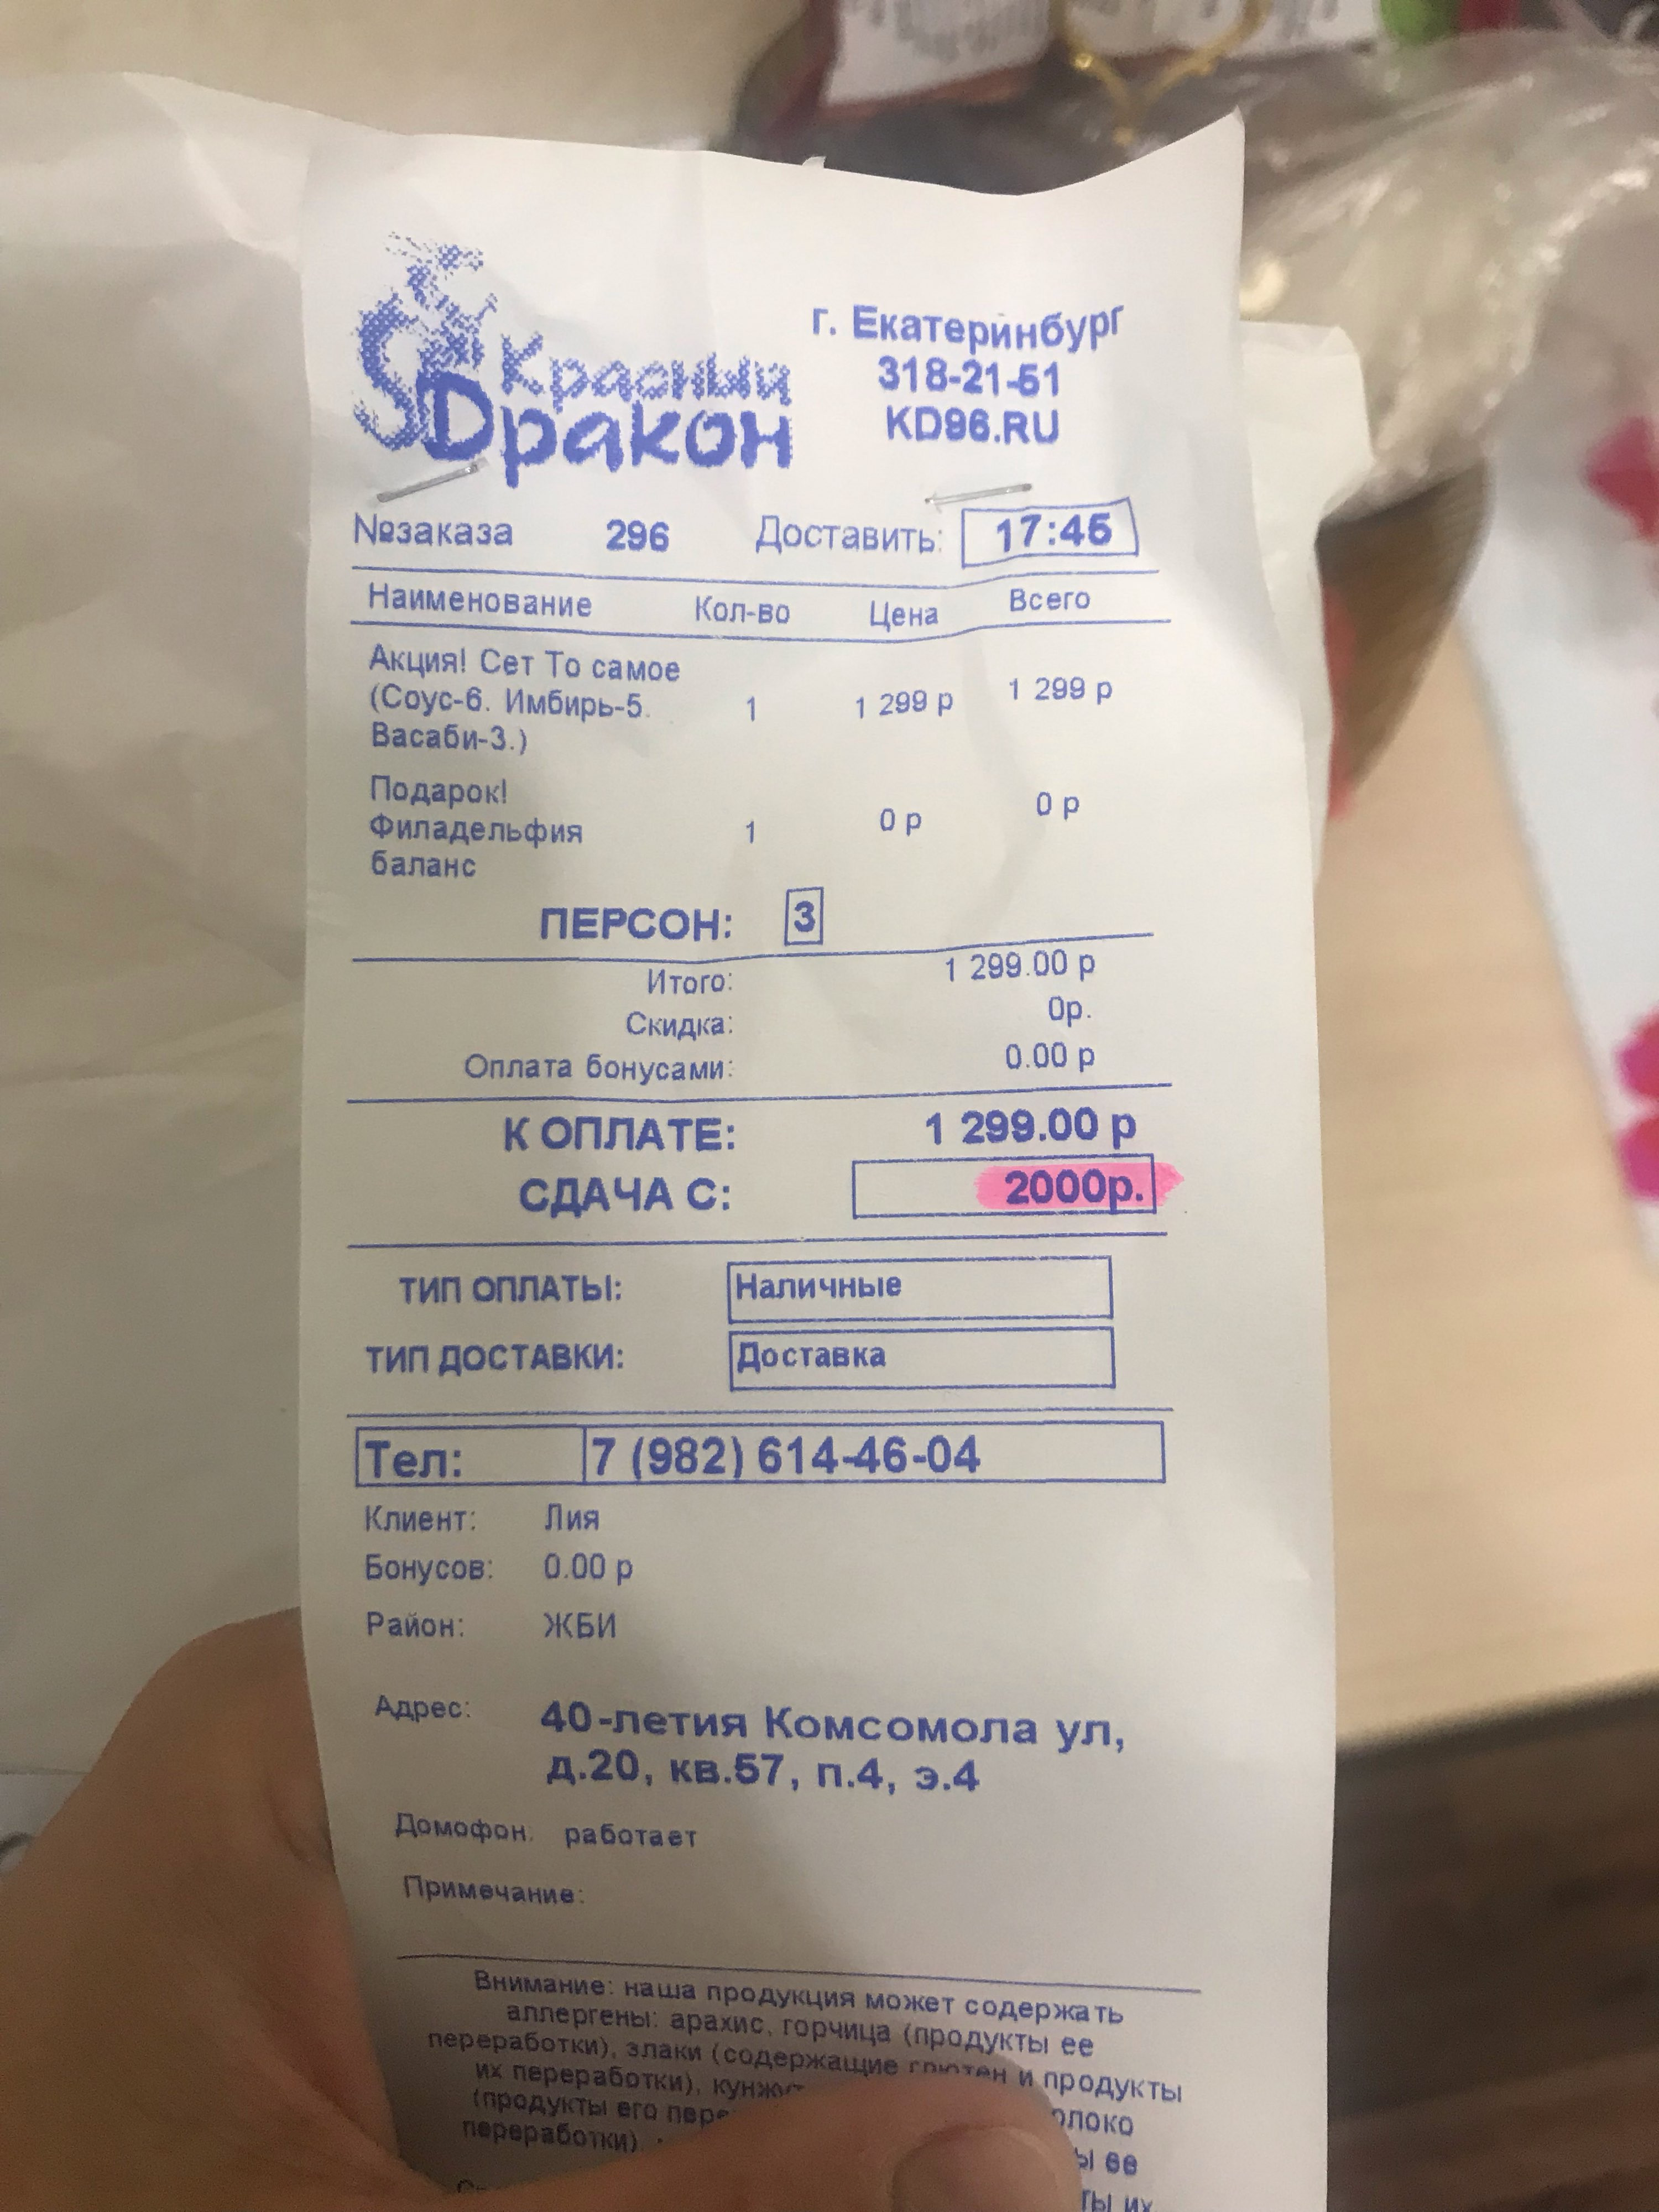 Красный
Дракон
г. Екатеринбург
318-21-51
KD96.RU
№заказа 296 Доставить: 17:45
Наименование Кол-во Цена Всего
Акция! Сет То самое
(Соус-6. Имбирь-5. 1 1 299 р 1 299 р
Васаби-3.)
Подарок!
Филадельфия 1 0 р 0 р
баланс
ПЕРСОН: 3
Итого: 1 299.00 р
Скидка: 0р.
Оплата бонусами: 0.00 р
К ОПЛАТЕ: 1 299.00 р
СДАЧА С: 2000р.
ТИП ОПЛАТЫ: Наличные
ТИП ДОСТАВКИ: Доставка
Тел: 7 (982) 614-46-04
Клиент: Лия
Бонусов: 0.00 р
Район: ЖБИ
Адрес: 40-летия Комсомола ул,
д.20, кв.57, п.4, э.4
Домофон: работает
Примечание:
Внимание: наша продукция может содержать
аллергены: арахис, горчица (продукты ее
переработки), злаки (содержащие глютен и продукты
их переработки),
(продукты его
переработки),
ее
их